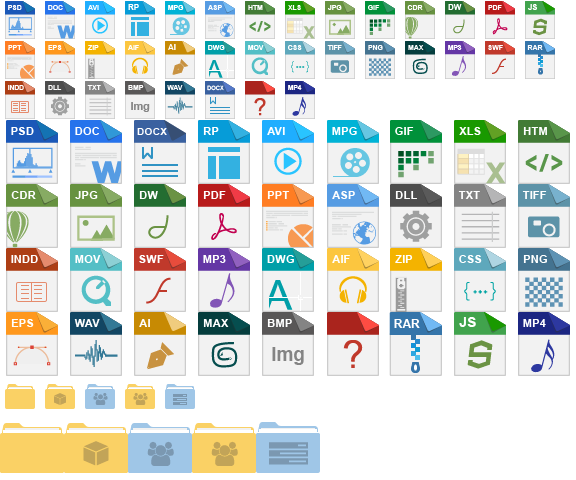 PSD DOC AVI RP MPG ASP HTM XLS JPG GIF CDR DW PDF JS
PPT EPS ZIP AIF AI DWG MOV CSS TIFF PNG MAX MP3 SWF RAR
INDD DLL TXT BMP WAV DOCX ? MP4
Img
PSD DOC DOCX RP AVI MPG GIF XLS HTM
W W X
CDR JPG DW PDF PPT ASP DLL TXT TIFF
INDD MOV SWF MP3 DWG AIF ZIP CSS PNG
A
EPS WAV AI MAX BMP RAR JS MP4
Img ?